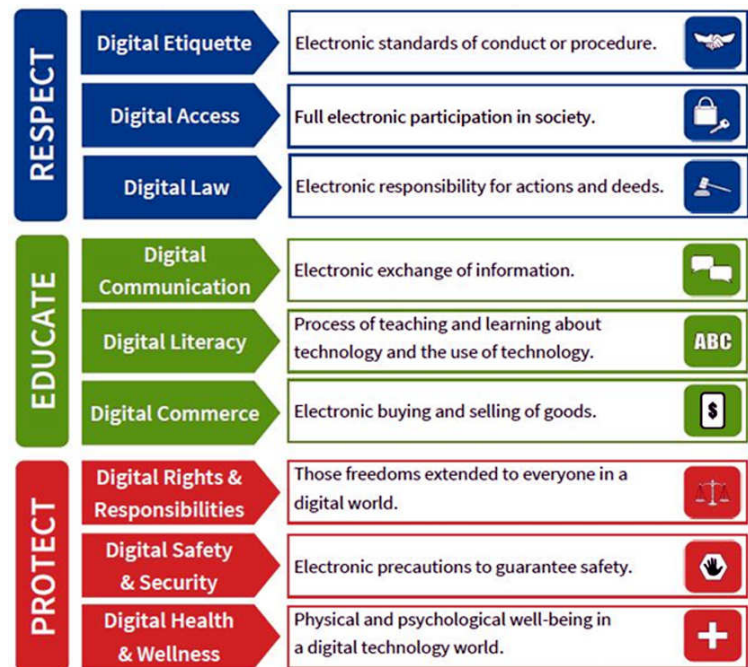 RESPECT
Digital Etiquette
Electronic standards of conduct or procedure.
Digital Access
Full electronic participation in society.
Digital Law
Electronic responsibility for actions and deeds.
EDUCATE
Digital
Communication
Electronic exchange of information.
Digital Literacy
Process of teaching and learning about
technology and the use of technology.
ABC
Digital Commerce
Electronic buying and selling of goods.
$
PROTECT
Digital Rights &
Responsibilities
Those freedoms extended to everyone in a
digital world.
Digital Safety
& Security
Electronic precautions to guarantee safety.
Digital Health
& Wellness
Physical and psychological well-being in
a digital technology world.